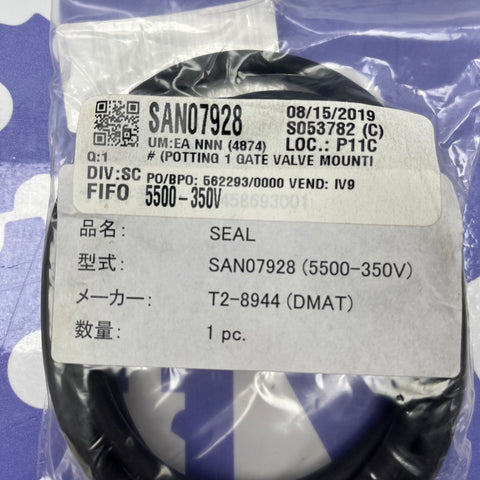 SAN07928
08/15/2019
S053782 (C)
UM:EA NNN (4874) LOC.: P11C
Q:1 # (POTTING 1 GATE VALVE MOUNTI
DIV:SC PO/BPO: 562293/0000 VEND: IV9
FIFO 5500-350V
458693001
品名: SEAL
型式: SAN07928 (5500-350V)
メーカー: T2-8944 (DMAT)
数量: 1 pc.